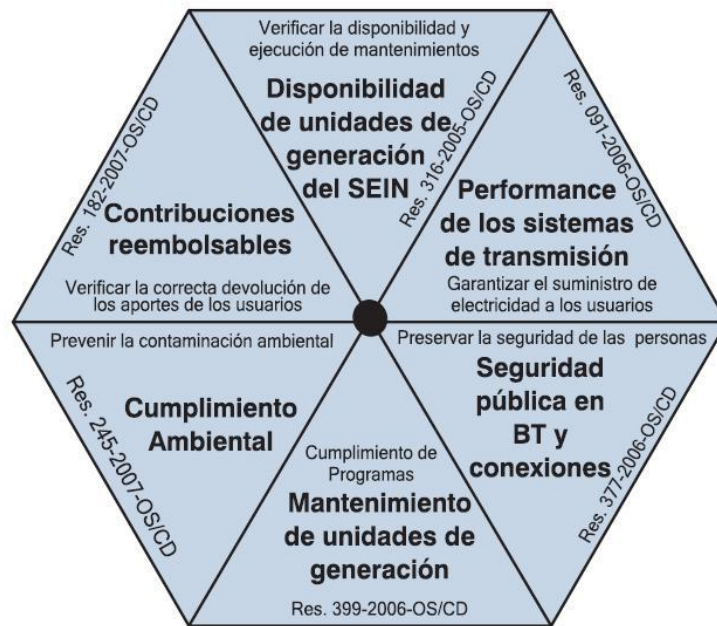 Verificar la disponibilidad y
ejecución de mantenimientos
Disponibilidad
de unidades de
generación
del SEIN
Res. 316-2005-OS/CD
Res. 091-2006-OS/CD
Performance
de los sistemas
de transmisión
Garantizar el suministro de
electricidad a los usuarios
Res. 182-2007-OS/CD
Contribuciones
reembolsables
Verificar la correcta devolución de
los aportes de los usuarios
Prevenir la contaminación ambiental
Cumplimiento
Ambiental
Res. 245-2007-OS/CD
Cumplimiento de
Programas
Mantenimiento
de unidades de
generación
Res. 399-2006-OS/CD
Preservar la seguridad de las personas
Seguridad
pública en
BT y
conexiones
Res. 377-2006-OS/CD